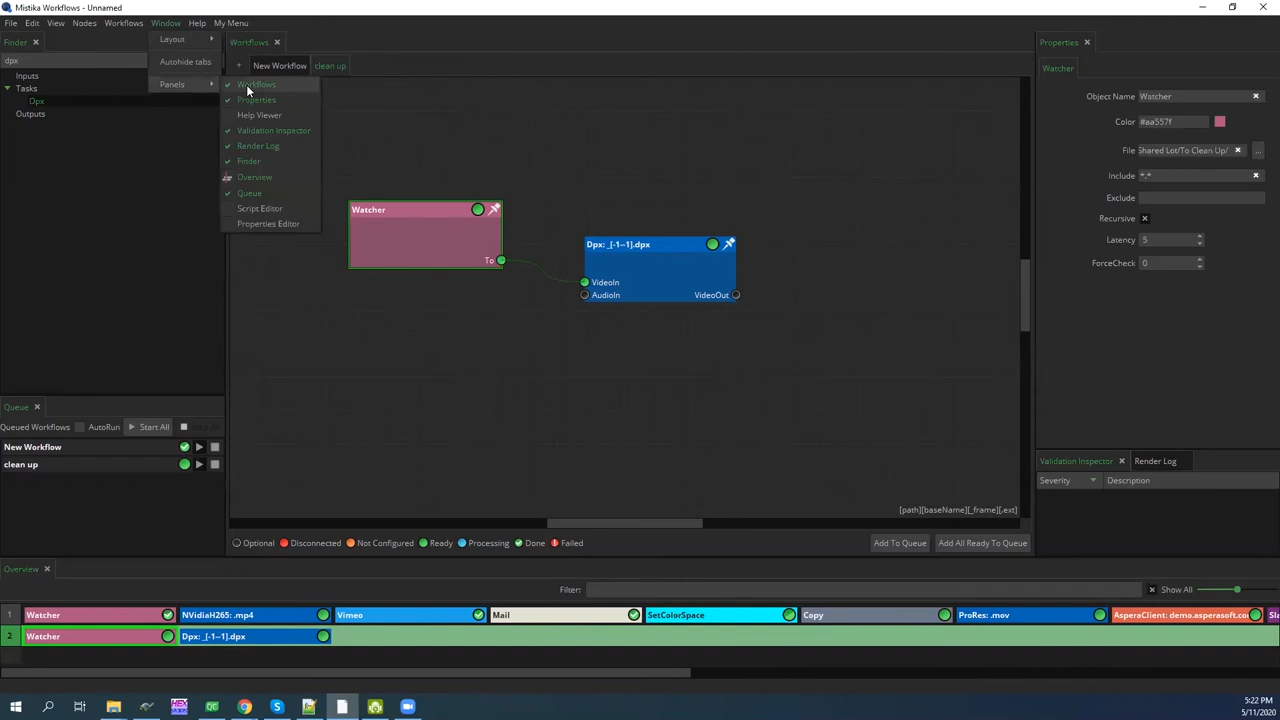 Mistika Workflows - Unnamed
File Edit View Nodes Workflows Window Help My Menu
Finder
dpx
Inputs
Tasks
Dpx
Outputs
Layout
Autohide tabs
Panels
Workflows
Properties
Help Viewer
Validation Inspector
Render Log
Finder
Overview
Queue
Script Editor
Properties Editor
Workflows
+ New Workflow clean up
Watcher
To
Dpx: _[-1--1].dpx
VideoIn
AudioIn VideoOut
[path][baseName][_frame][.ext]
Optional Disconnected Not Configured Ready Processing Done Failed
Add To Queue Add All Ready To Queue
Properties
Watcher
Object Name Watcher
Color #aa557f
File Shared Lot/To Clean Up/ ...
Include *.*
Exclude
Recursive
Latency 5
ForceCheck 0
Validation Inspector Render Log
Severity Description
Queue
Queued Workflows AutoRun Start All
New Workflow
clean up
Overview
Filter: Show All
1 Watcher NVidiaH265: .mp4 Vimeo Mail SetColorSpace Copy ProRes: .mov AsperaClient: demo.asperasoft.co
2 Watcher Dpx: _[-1--1].dpx
5:22 PM
5/11/2020